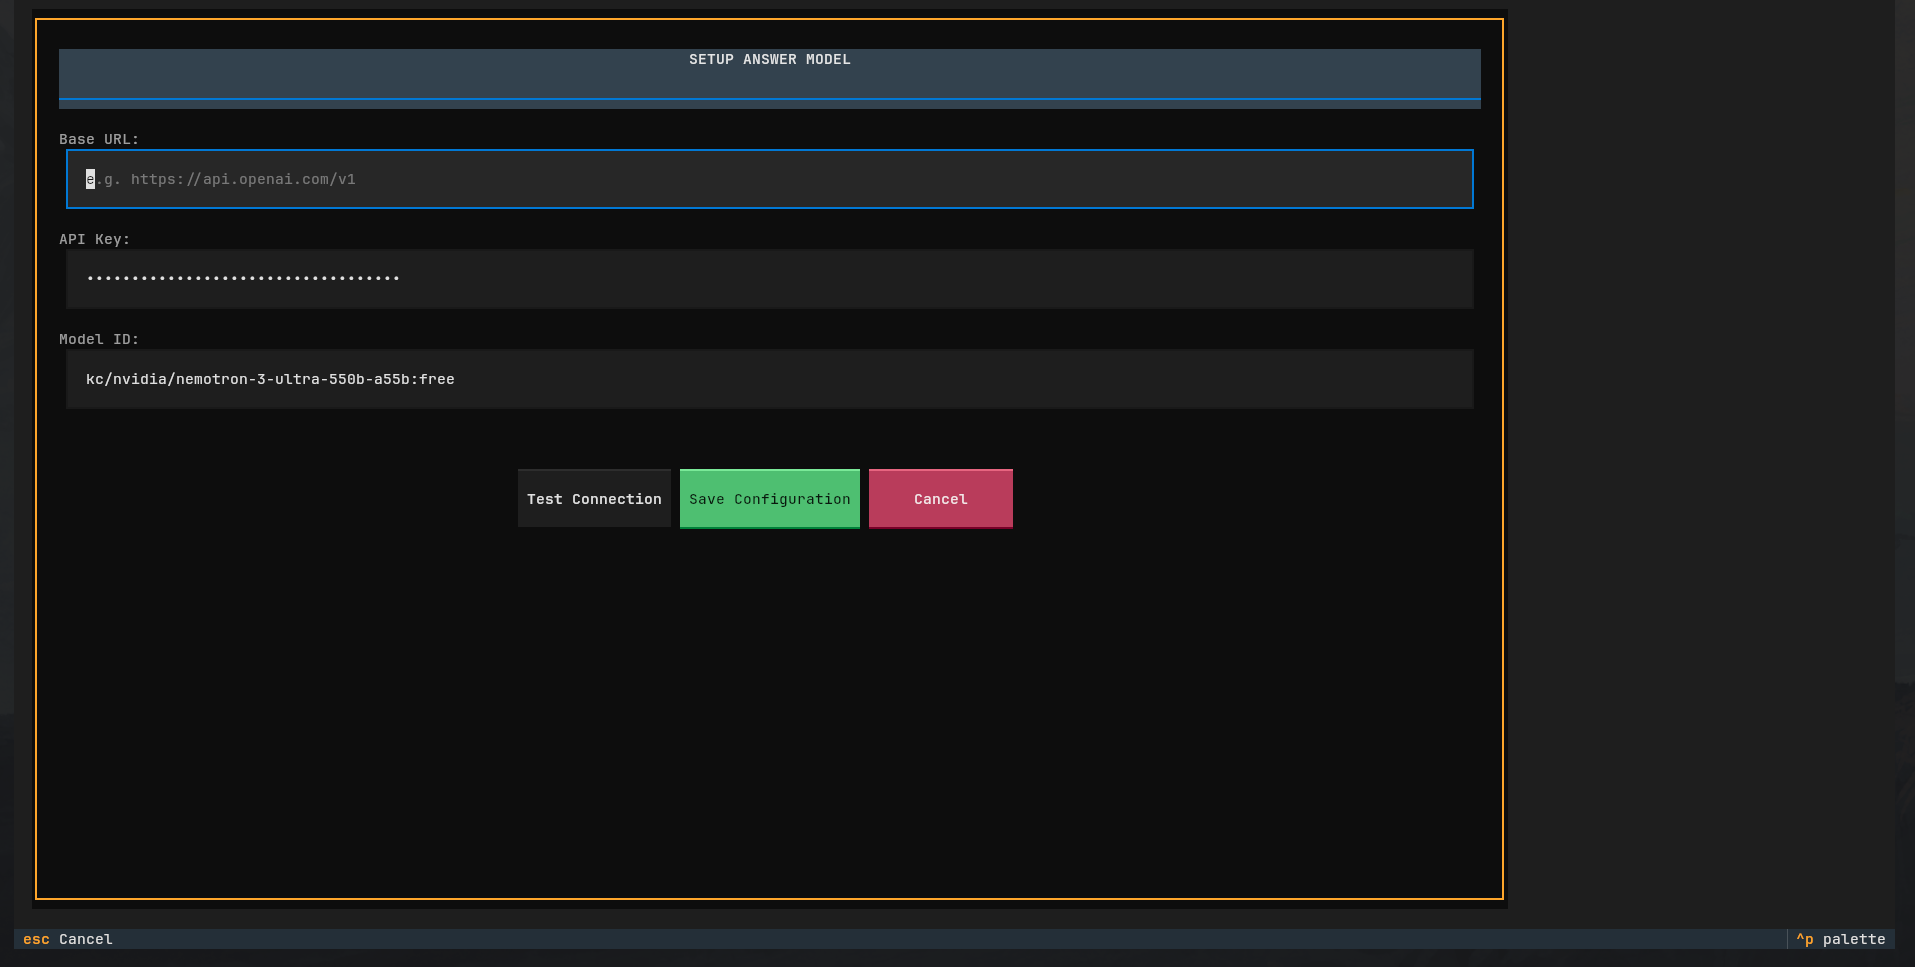 SETUP ANSWER MODEL
Base URL:
e.g. https://api.openai.com/v1
API Key:
•••••••••••••••••••••••••••••••••••
Model ID:
kc/nvidia/nemotron-3-ultra-550b-a55b:free
Test Connection Save Configuration Cancel
esc Cancel ^p palette